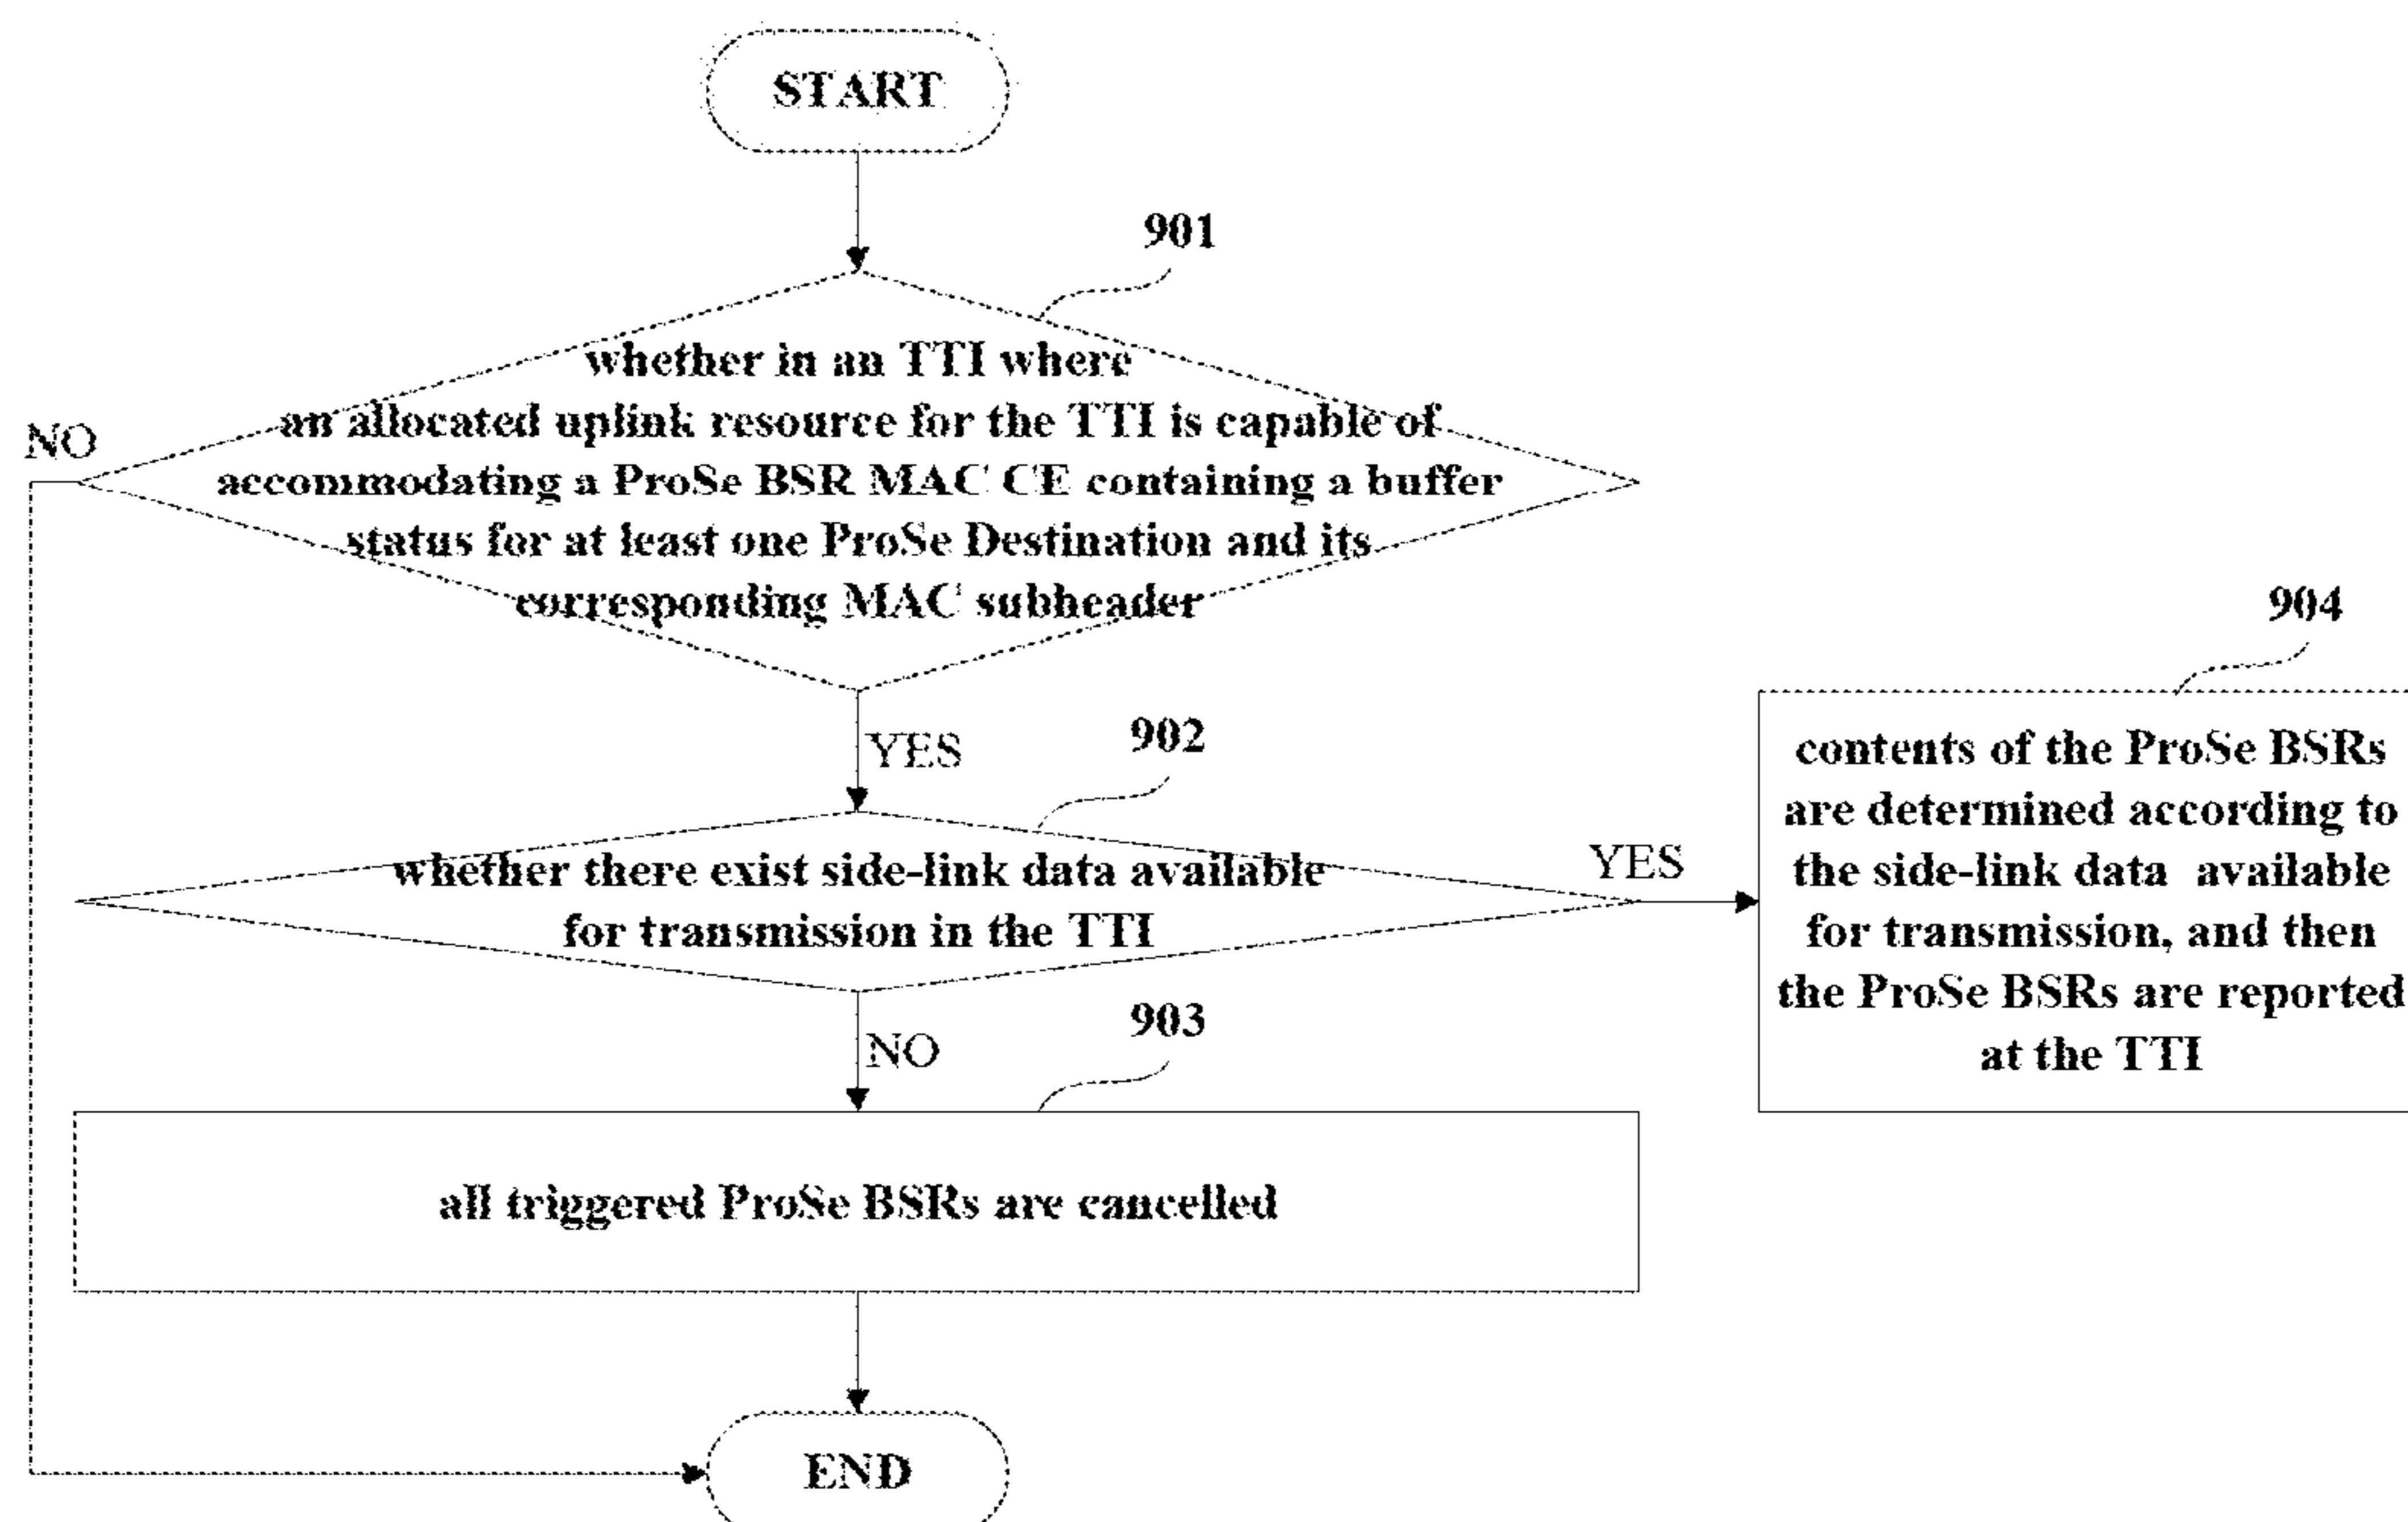 START
901
whether in an TTI where
an allocated uplink resource for the TTI is capable of
accommodating a ProSe BSR MAC CE containing a buffer
status for at least one ProSe Destination and its
corresponding MAC subheader
NO
YES
902
whether there exist side-link data available
for transmission in the TTI
YES
904
contents of the ProSe BSRs
are determined according to
the side-link data available
for transmission, and then
the ProSe BSRs are reported
at the TTI
NO
903
all triggered ProSe BSRs are cancelled
END